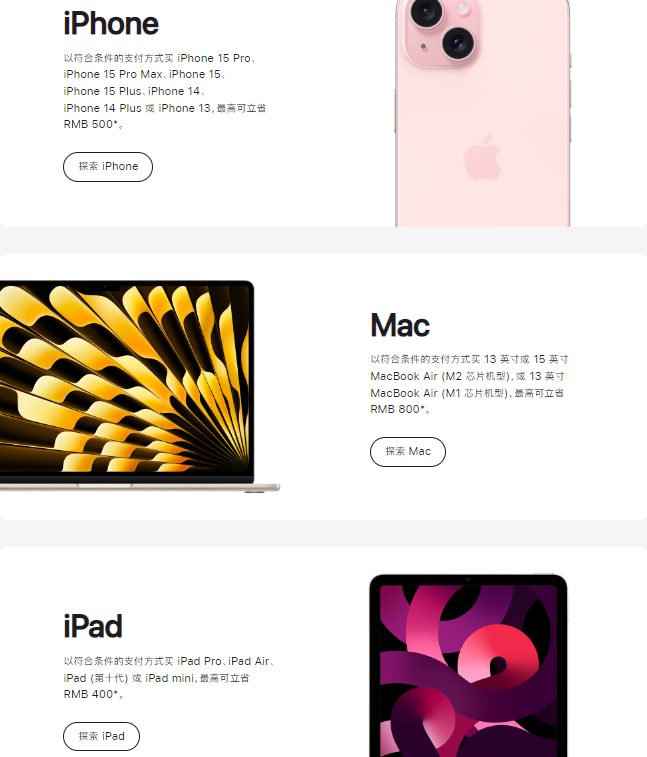 iPhone
以符合条件的支付方式买 iPhone 15 Pro、
iPhone 15 Pro Max、iPhone 15、
iPhone 15 Plus、iPhone 14、
iPhone 14 Plus 或 iPhone 13，最高可立省
RMB 500*。
探索 iPhone
Mac
以符合条件的支付方式买 13 英寸或 15 英寸
MacBook Air (M2 芯片机型)，或 13 英寸
MacBook Air (M1 芯片机型)，最高可立省
RMB 800*。
探索 Mac
iPad
以符合条件的支付方式买 iPad Pro、iPad Air、
iPad (第十代) 或 iPad mini，最高可立省
RMB 400*。
探索 iPad